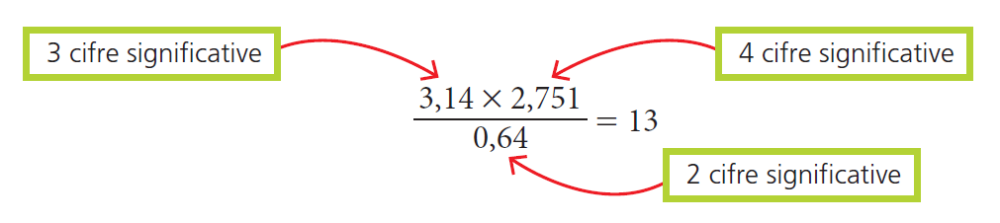 3 cifre significative
4 cifre significative
3,14 × 2,751
0,64
= 13
2 cifre significative